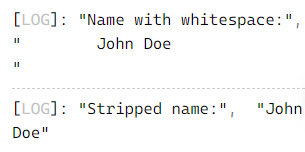 [LOG]: "Name with whitespace:",
"        John Doe
"
[LOG]: "Stripped name:",  "John
Doe"